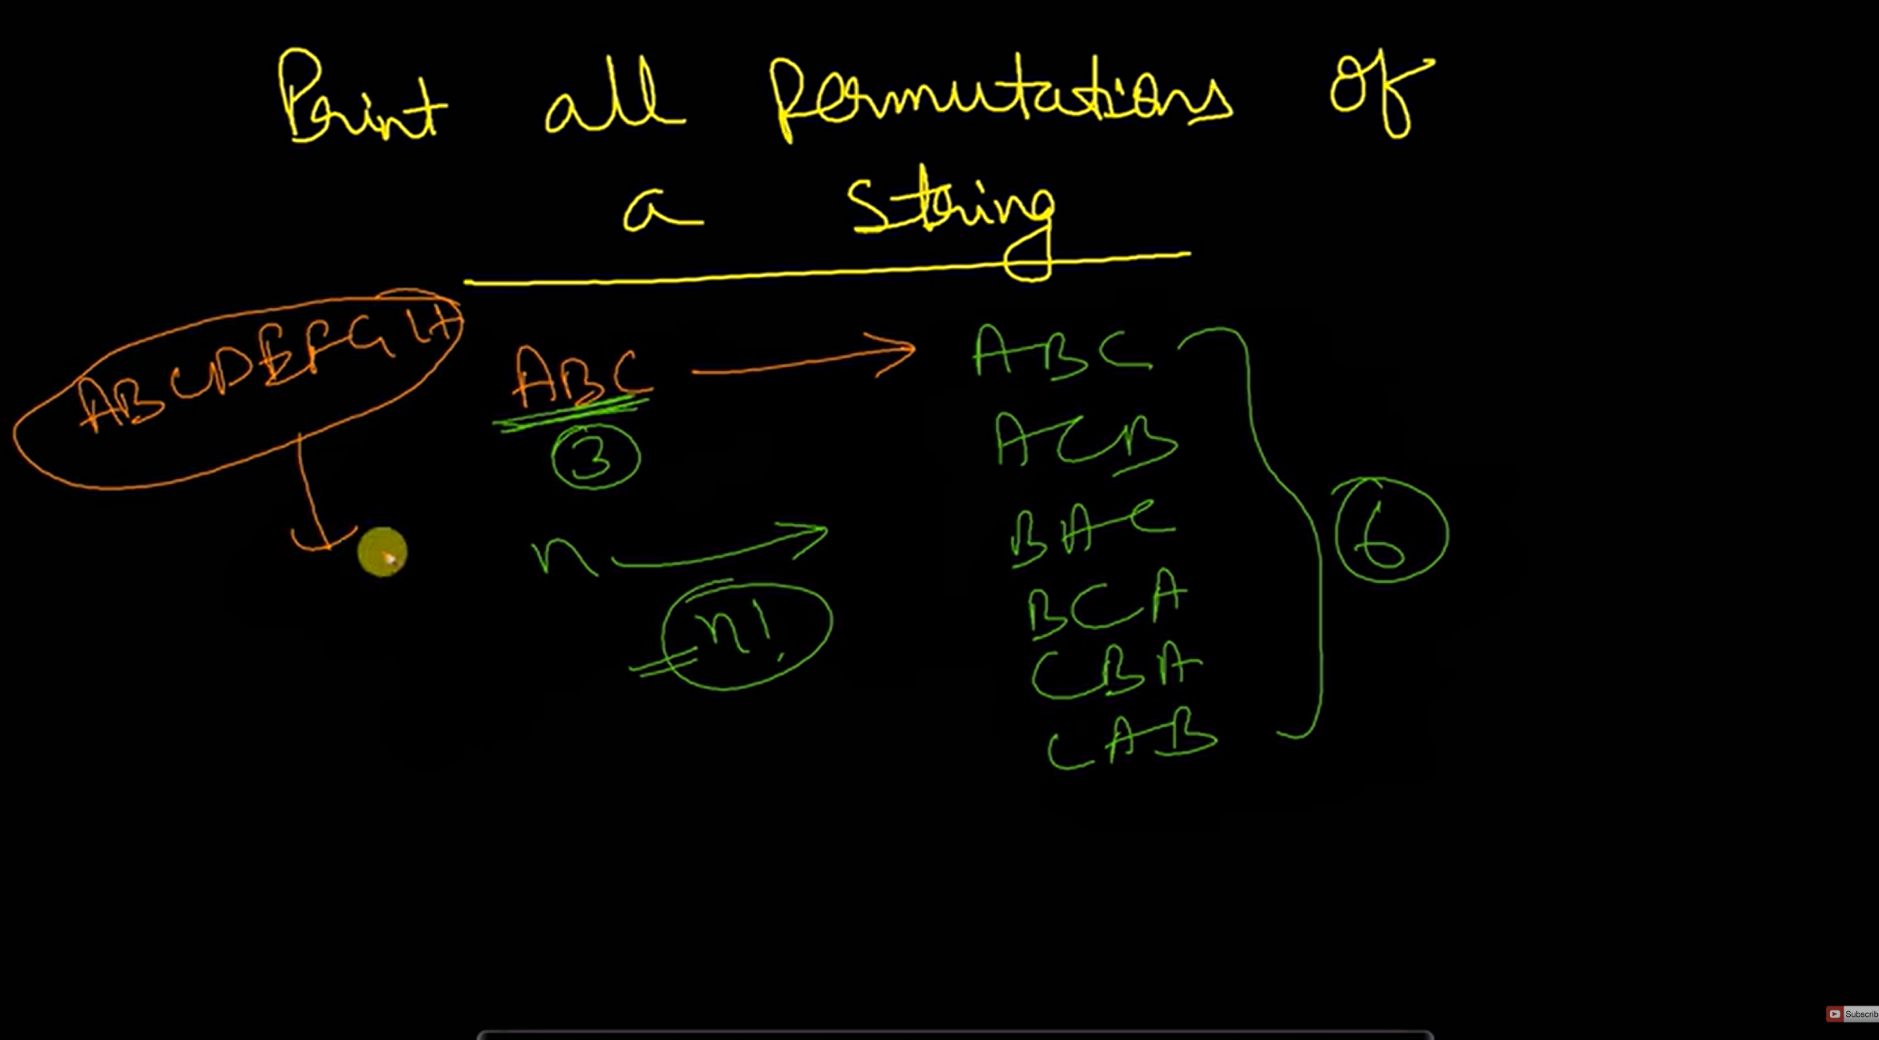 Print all Permutations of
a String
ABCDEFGH
ABC
3
n
n!
ABC
ACB
BAC
BCA
CBA
CAB
6
Subscrib